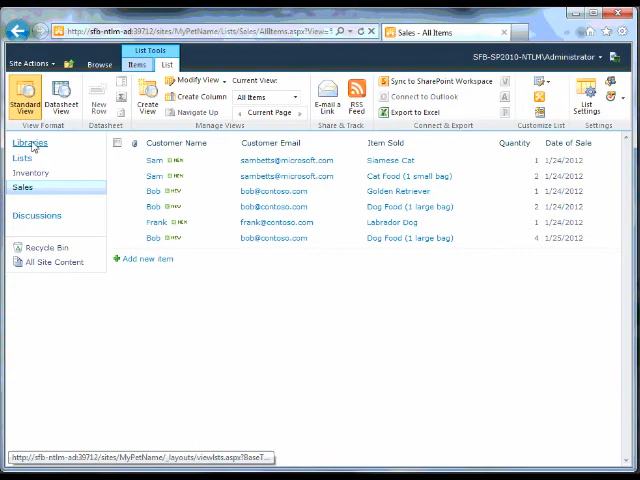 http://sfb-ntlm-ad:39712/sites/MyPetName/Lists/Sales/AllItems.aspx?View=
Sales - All Items
List Tools
Site Actions
Browse
Items
List
SFB-SP2010-NTLM\Administrator
Standard View
Datasheet View
View Format
New Row
Datasheet
Create View
Modify View
Create Column
Navigate Up
Current View:
All Items
Current Page
Manage Views
E-mail a Link
RSS Feed
Share & Track
Sync to SharePoint Workspace
Connect to Outlook
Export to Excel
Connect & Export
Customize List
List Settings
Settings
Libraries
Lists
Inventory
Sales
Discussions
Recycle Bin
All Site Content
Customer Name Customer Email Item Sold Quantity Date of Sale
Sam NEW sambetts@microsoft.com Siamese Cat 1 1/24/2012
Sam NEW sambetts@microsoft.com Cat Food (1 small bag) 2 1/24/2012
Bob NEW bob@contoso.com Golden Retriever 1 1/24/2012
Bob NEW bob@contoso.com Dog Food (1 large bag) 2 1/24/2012
Frank NEW frank@contoso.com Labrador Dog 1 1/24/2012
Bob NEW bob@contoso.com Dog Food (1 large bag) 4 1/25/2012
Add new item
http://sfb-ntlm-ad:39712/sites/MyPetName/_layouts/viewlsts.aspx?BaseT...